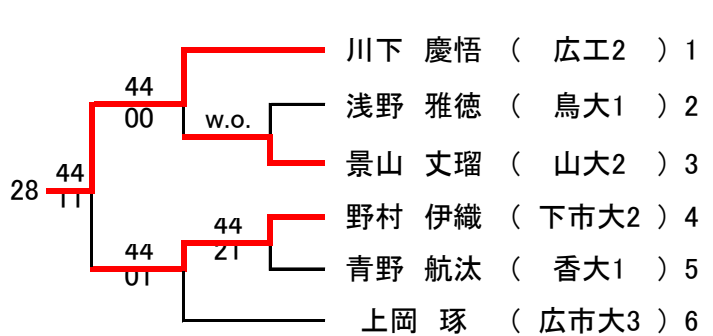 川下 慶悟 ( 広工2 ) 1
44
00
浅野 雅徳 ( 鳥大1 ) 2
w.o.
景山 丈瑠 ( 山大2 ) 3
28
44
11
野村 伊織 ( 下市大2 ) 4
44
21
44
01
青野 航汰 ( 香大1 ) 5
上岡 琢 ( 広市大3 ) 6